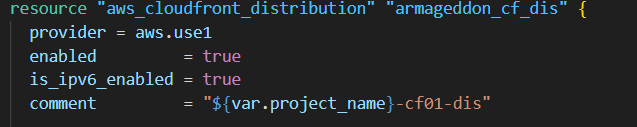 resource "aws_cloudfront_distribution" "armageddon_cf_dis" {
  provider = aws.use1
  enabled         = true
  is_ipv6_enabled = true
  comment         = "${var.project_name}-cf01-dis"